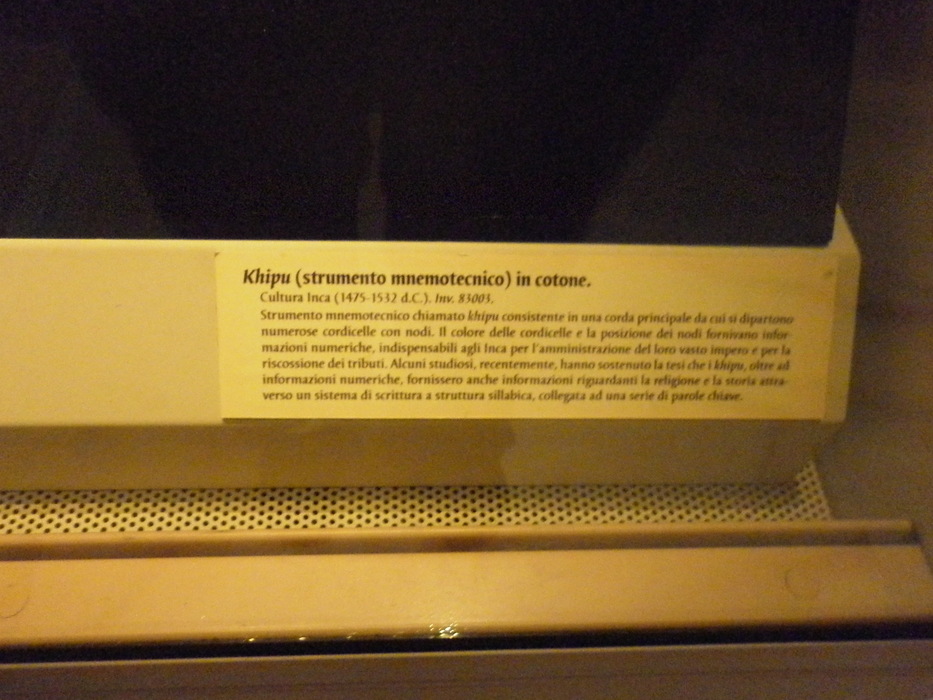 Khipu (strumento mnemotecnico) in cotone.
Cultura Inca (1475-1532 d.C.). Inv. 83003.
Strumento mnemotecnico chiamato khipu consistente in una corda principale da cui si dipartono
numerose cordicelle con nodi. Il colore delle cordicelle e la posizione dei nodi fornivano infor-
mazioni numeriche, indispensabili agli Inca per l'amministrazione del loro vasto impero e per la
riscossione dei tributi. Alcuni studiosi, recentemente, hanno sostenuto la tesi che i khipu, oltre ad
informazioni numeriche, fornissero anche informazioni riguardanti la religione e la storia attra-
verso un sistema di scrittura a struttura sillabica, collegata ad una serie di parole chiave.